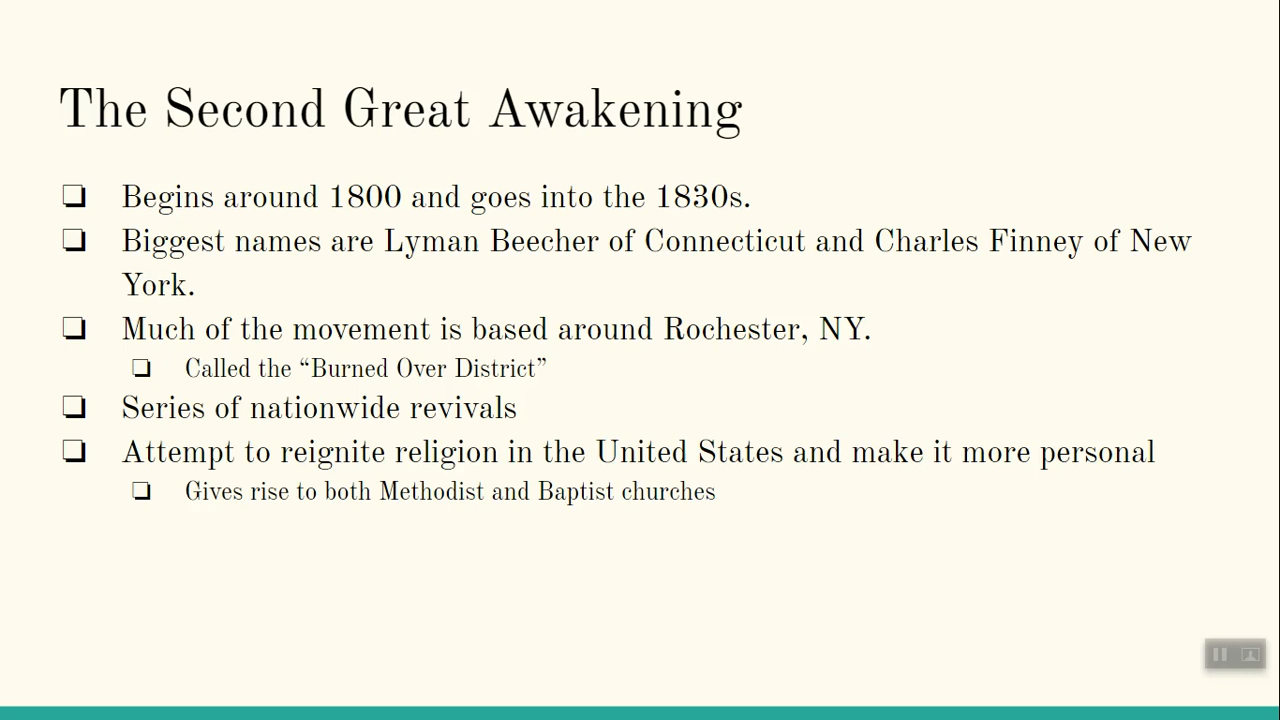 The Second Great Awakening
❏ Begins around 1800 and goes into the 1830s.
❏ Biggest names are Lyman Beecher of Connecticut and Charles Finney of New
York.
❏ Much of the movement is based around Rochester, NY.
❏ Called the “Burned Over District”
❏ Series of nationwide revivals
❏ Attempt to reignite religion in the United States and make it more personal
❏ Gives rise to both Methodist and Baptist churches